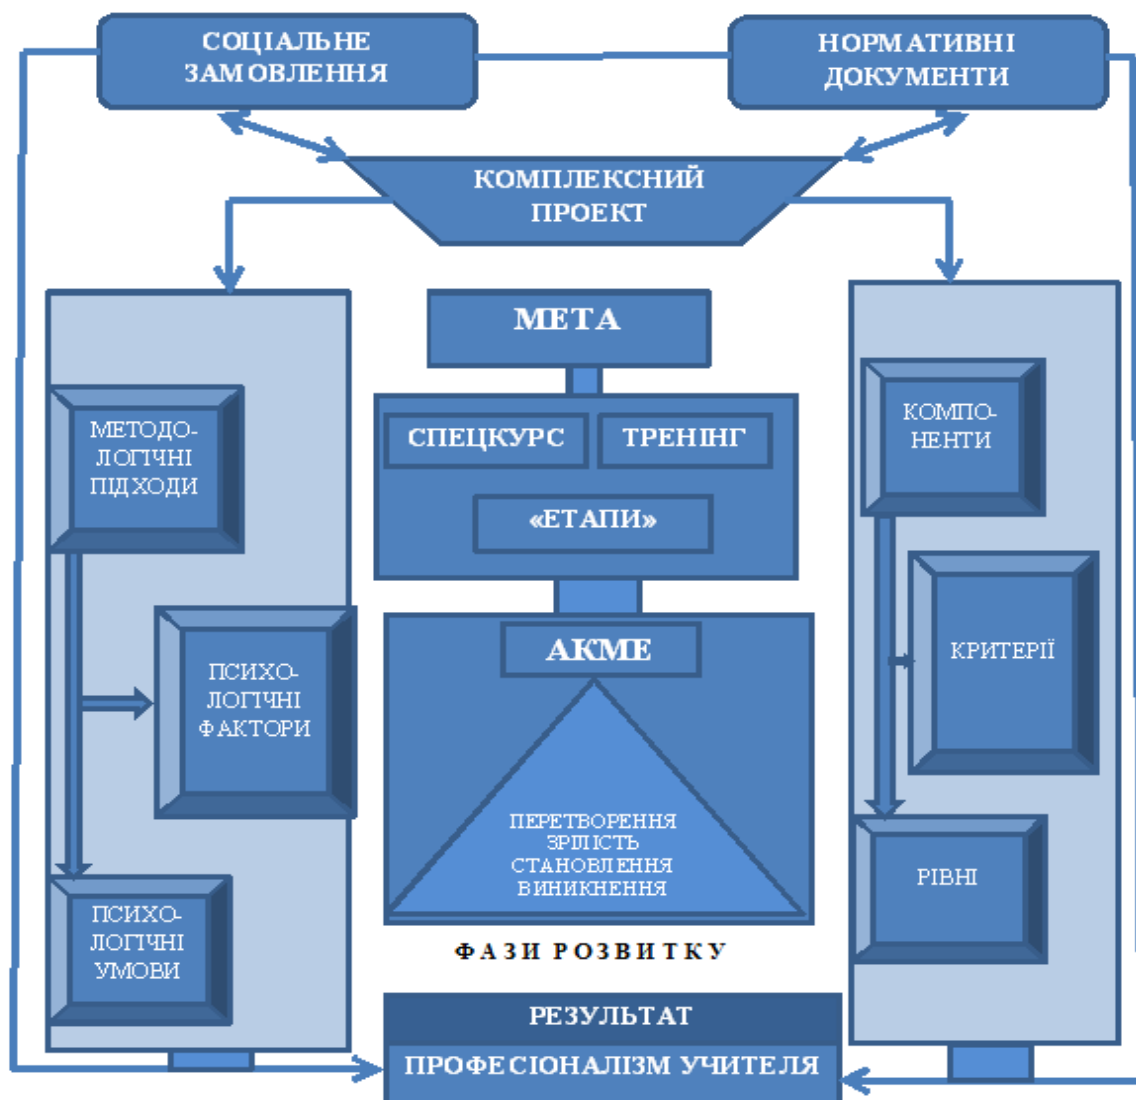 СОЦІАЛЬНЕ
ЗАМОВЛЕННЯ
НОРМАТИВНІ
ДОКУМЕНТИ
КОМПЛЕКСНИЙ
ПРОЕКТ
МЕТОДО-
ЛОГІЧНІ
ПІДХОДИ
ПСИХО-
ЛОГІЧНІ
ФАКТОРИ
ПСИХО-
ЛОГІЧНІ
УМОВИ
МЕТА
СПЕЦКУРС
ТРЕНІНГ
«ЕТАПИ»
АКМЕ
ПЕРЕТВОРЕННЯ
ЗРІЛІСТЬ
СТАНОВЛЕННЯ
ВИНИКНЕННЯ
ФАЗИ РОЗВИТКУ
КОМПО-
НЕНТИ
КРИТЕРІЇ
РІВНІ
РЕЗУЛЬТАТ
ПРОФЕСІОНАЛІЗМ УЧИТЕЛЯ